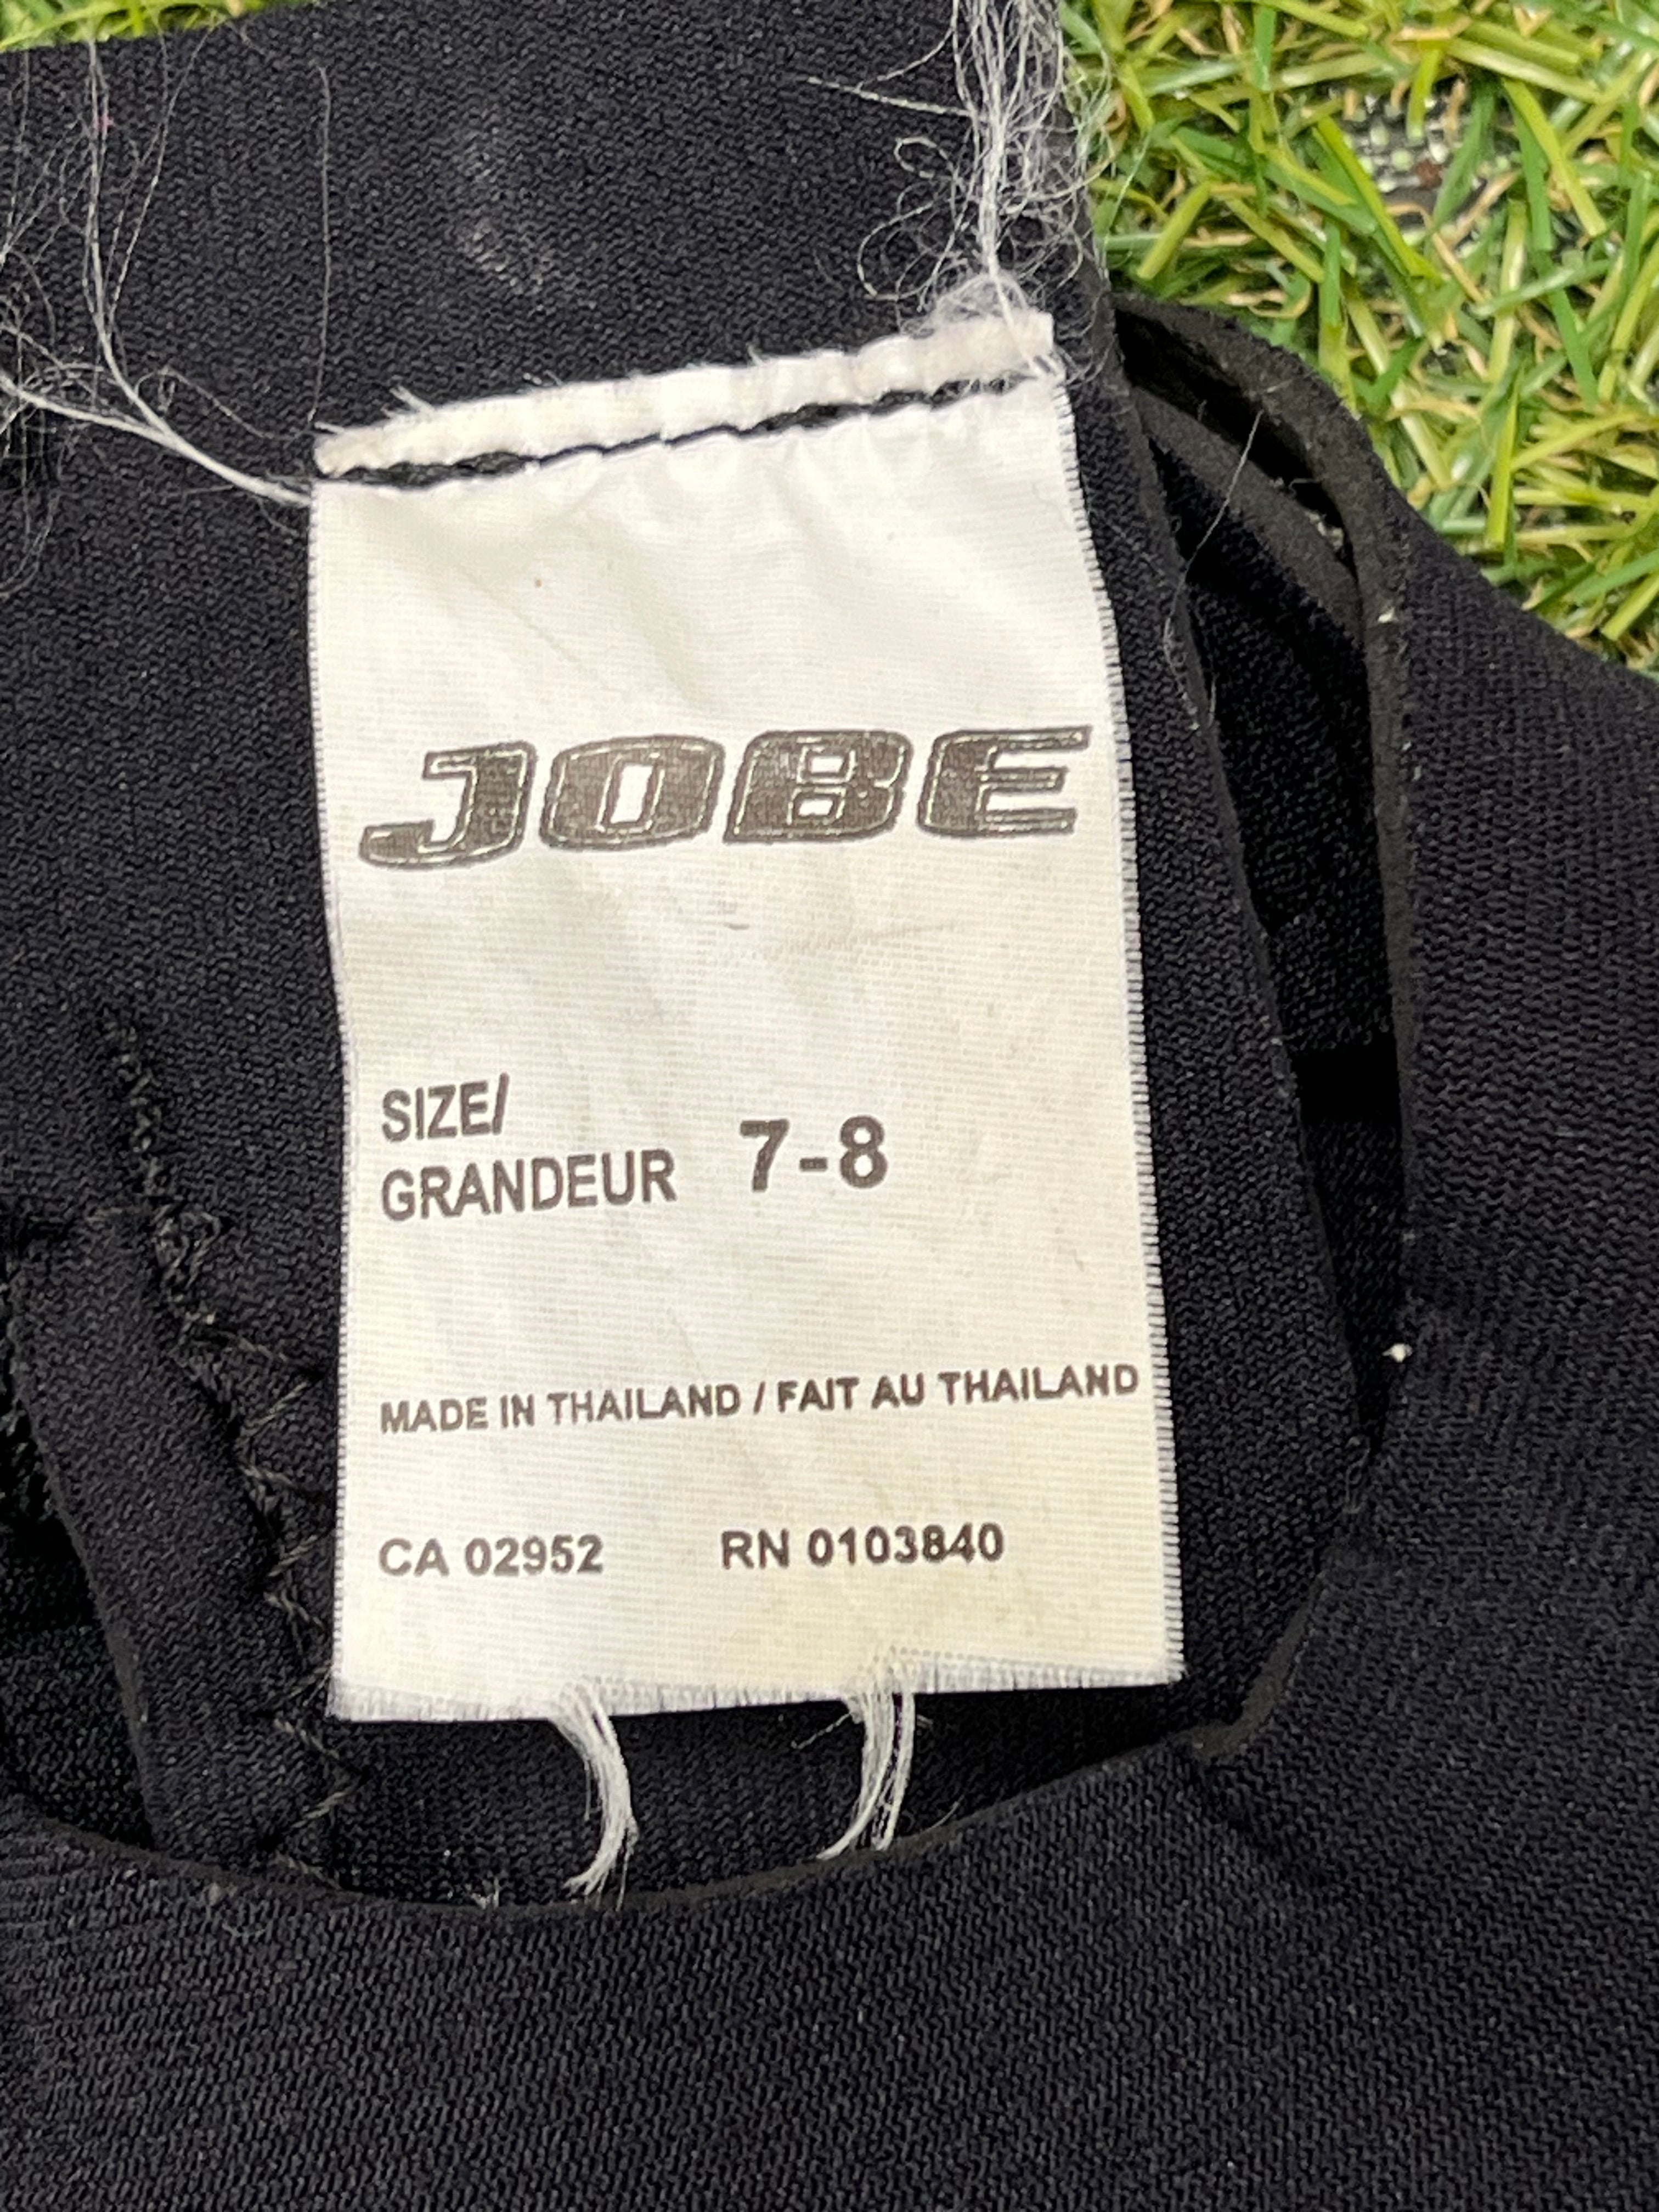 JOBE
SIZE/
GRANDEUR 7-8
MADE IN THAILAND / FAIT AU THAILAND
CA 02952 RN 0103840